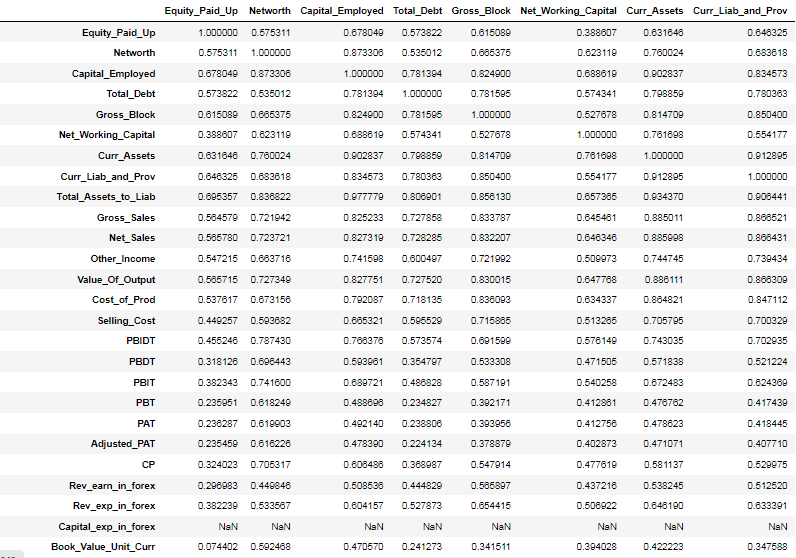 Equity_Paid_Up Networth Capital_Employed Total_Debt Gross_Block Net_Working_Capital Curr_Assets Curr_Liab_and_Prov
Equity_Paid_Up 1.000000 0.575311 0.678049 0.573822 0.615089 0.388607 0.631646 0.646325
Networth 0.575311 1.000000 0.873306 0.535012 0.665375 0.623119 0.760024 0.683618
Capital_Employed 0.678049 0.873306 1.000000 0.781394 0.824900 0.688619 0.902837 0.834573
Total_Debt 0.573822 0.535012 0.781394 1.000000 0.781595 0.574341 0.798859 0.780363
Gross_Block 0.615089 0.665375 0.824900 0.781595 1.000000 0.527678 0.814709 0.850400
Net_Working_Capital 0.388607 0.623119 0.688619 0.574341 0.527678 1.000000 0.761698 0.554177
Curr_Assets 0.631646 0.760024 0.902837 0.798859 0.814709 0.761698 1.000000 0.912895
Curr_Liab_and_Prov 0.646325 0.683618 0.834573 0.780363 0.850400 0.554177 0.912895 1.000000
Total_Assets_to_Liab 0.695357 0.836822 0.977779 0.806901 0.856130 0.657365 0.934370 0.906441
Gross_Sales 0.564579 0.721942 0.825233 0.727858 0.833787 0.645461 0.885011 0.866521
Net_Sales 0.565780 0.723721 0.827319 0.728285 0.832207 0.646346 0.885998 0.866431
Other_Income 0.547215 0.663716 0.741598 0.600497 0.721992 0.509973 0.744745 0.739434
Value_Of_Output 0.565715 0.727349 0.827751 0.727520 0.830015 0.647768 0.886111 0.866309
Cost_of_Prod 0.537617 0.673156 0.792087 0.718135 0.836093 0.634337 0.864821 0.847112
Selling_Cost 0.449257 0.593682 0.665321 0.595529 0.715865 0.513265 0.705795 0.700329
PBIDT 0.455246 0.787430 0.766376 0.573574 0.691599 0.576149 0.743035 0.702935
PBDT 0.318126 0.696443 0.593961 0.354797 0.533308 0.471505 0.571838 0.521224
PBIT 0.382343 0.741600 0.689721 0.486828 0.587191 0.540258 0.672483 0.624369
PBT 0.235951 0.618249 0.488696 0.234827 0.392171 0.412861 0.476762 0.417439
PAT 0.236287 0.619903 0.492140 0.238806 0.393956 0.412756 0.478623 0.418445
Adjusted_PAT 0.235459 0.616226 0.478390 0.224134 0.378879 0.402873 0.471071 0.407710
CP 0.324023 0.705317 0.606486 0.368987 0.547914 0.477619 0.581137 0.529975
Rev_earn_in_forex 0.296983 0.449846 0.508536 0.444829 0.565897 0.437216 0.538245 0.512520
Rev_exp_in_forex 0.382239 0.533567 0.604157 0.527873 0.654415 0.506922 0.646190 0.633391
Capital_exp_in_forex NaN NaN NaN NaN NaN NaN NaN NaN
Book_Value_Unit_Curr 0.074402 0.592468 0.470570 0.241273 0.341511 0.394028 0.422223 0.347588